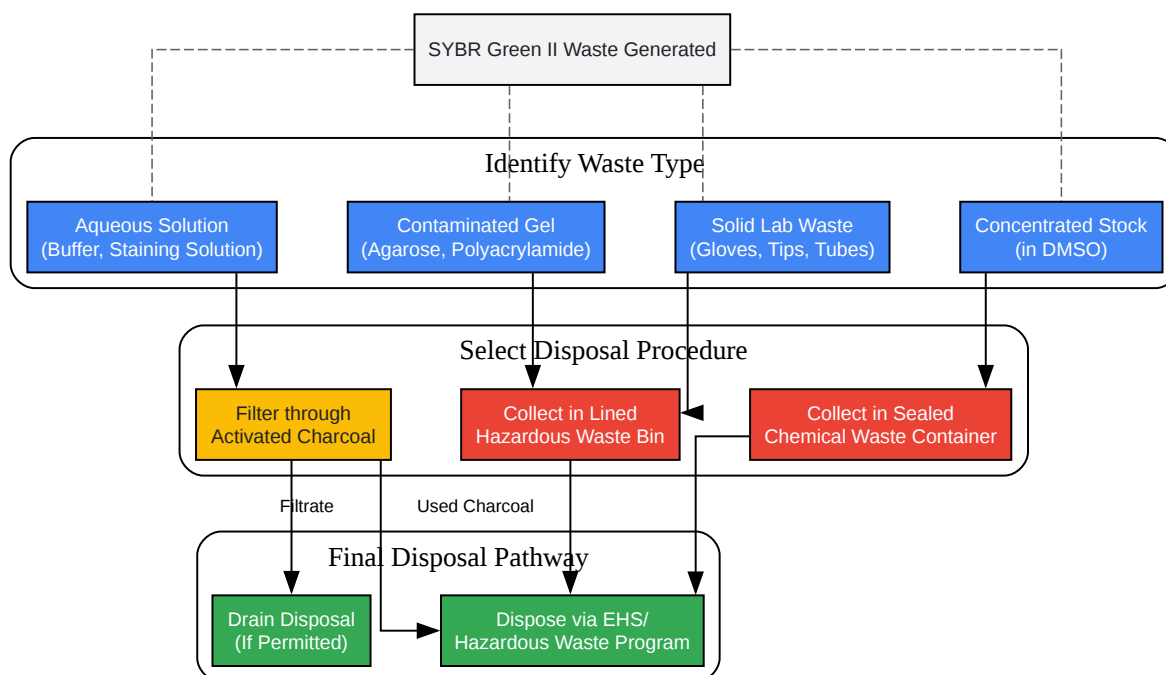 SYBR Green II Waste Generated
Identify Waste Type
Aqueous Solution
(Buffer, Staining Solution)
Contaminated Gel
(Agarose, Polyacrylamide)
Solid Lab Waste
(Gloves, Tips, Tubes)
Concentrated Stock
(in DMSO)
Select Disposal Procedure
Filter through
Activated Charcoal
Collect in Lined
Hazardous Waste Bin
Collect in Sealed
Chemical Waste Container
Filtrate
Used Charcoal
Final Disposal Pathway
Drain Disposal
(If Permitted)
Dispose via EHS/
Hazardous Waste Program